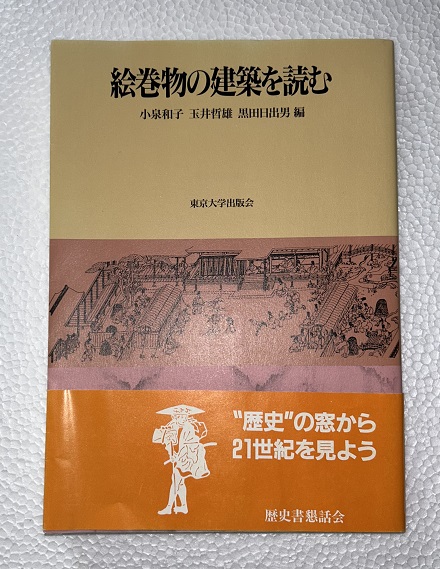 絵巻物の建築を読む
小泉和子 玉井哲雄 黒田日出男 編
東京大学出版会
"歴史"の窓から
21世紀を見よう
歴史書懇話会